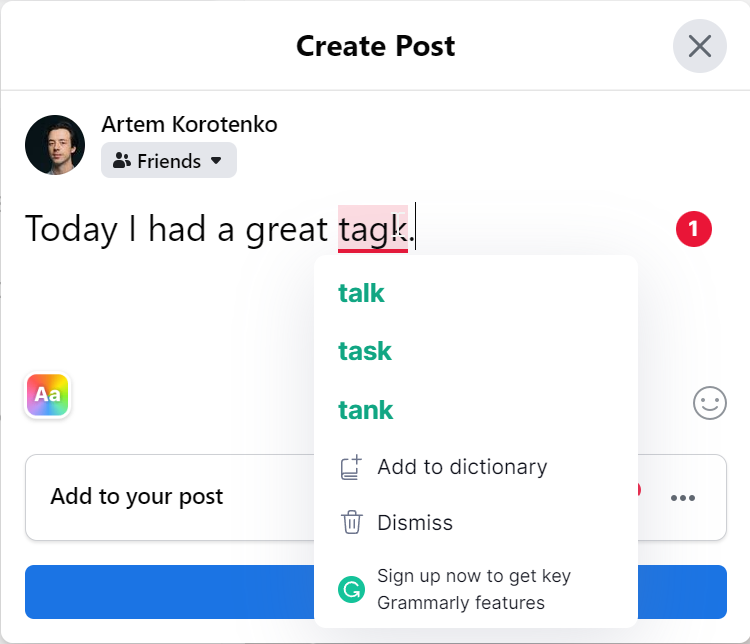 Create Post
Artem Korotenko
Friends
Today I had a great tagk.
1
talk
task
tank
Aa
Add to dictionary
Add to your post
Dismiss
Sign up now to get key
Grammarly features